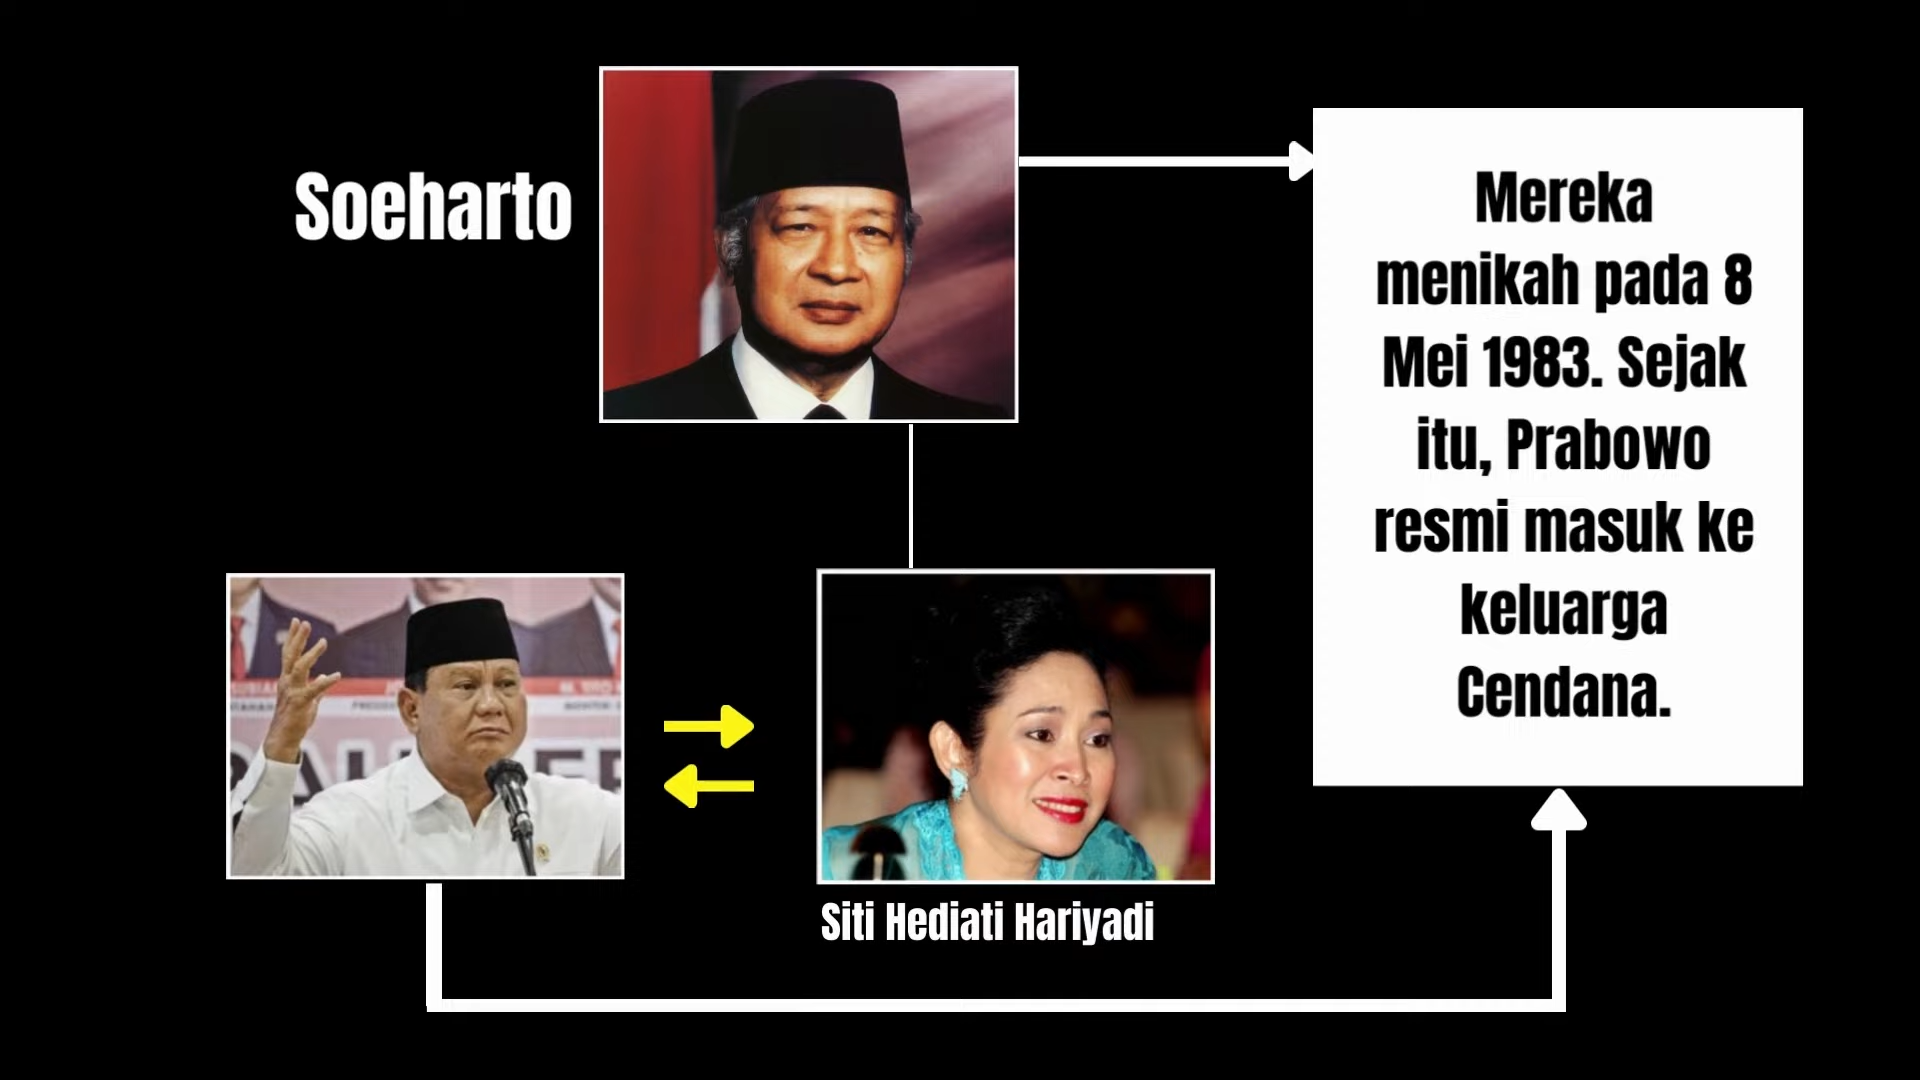 Soeharto
Mereka
menikah pada 8
Mei 1983. Sejak
itu, Prabowo
resmi masuk ke
keluarga
Cendana.
Siti Hediati Hariyadi